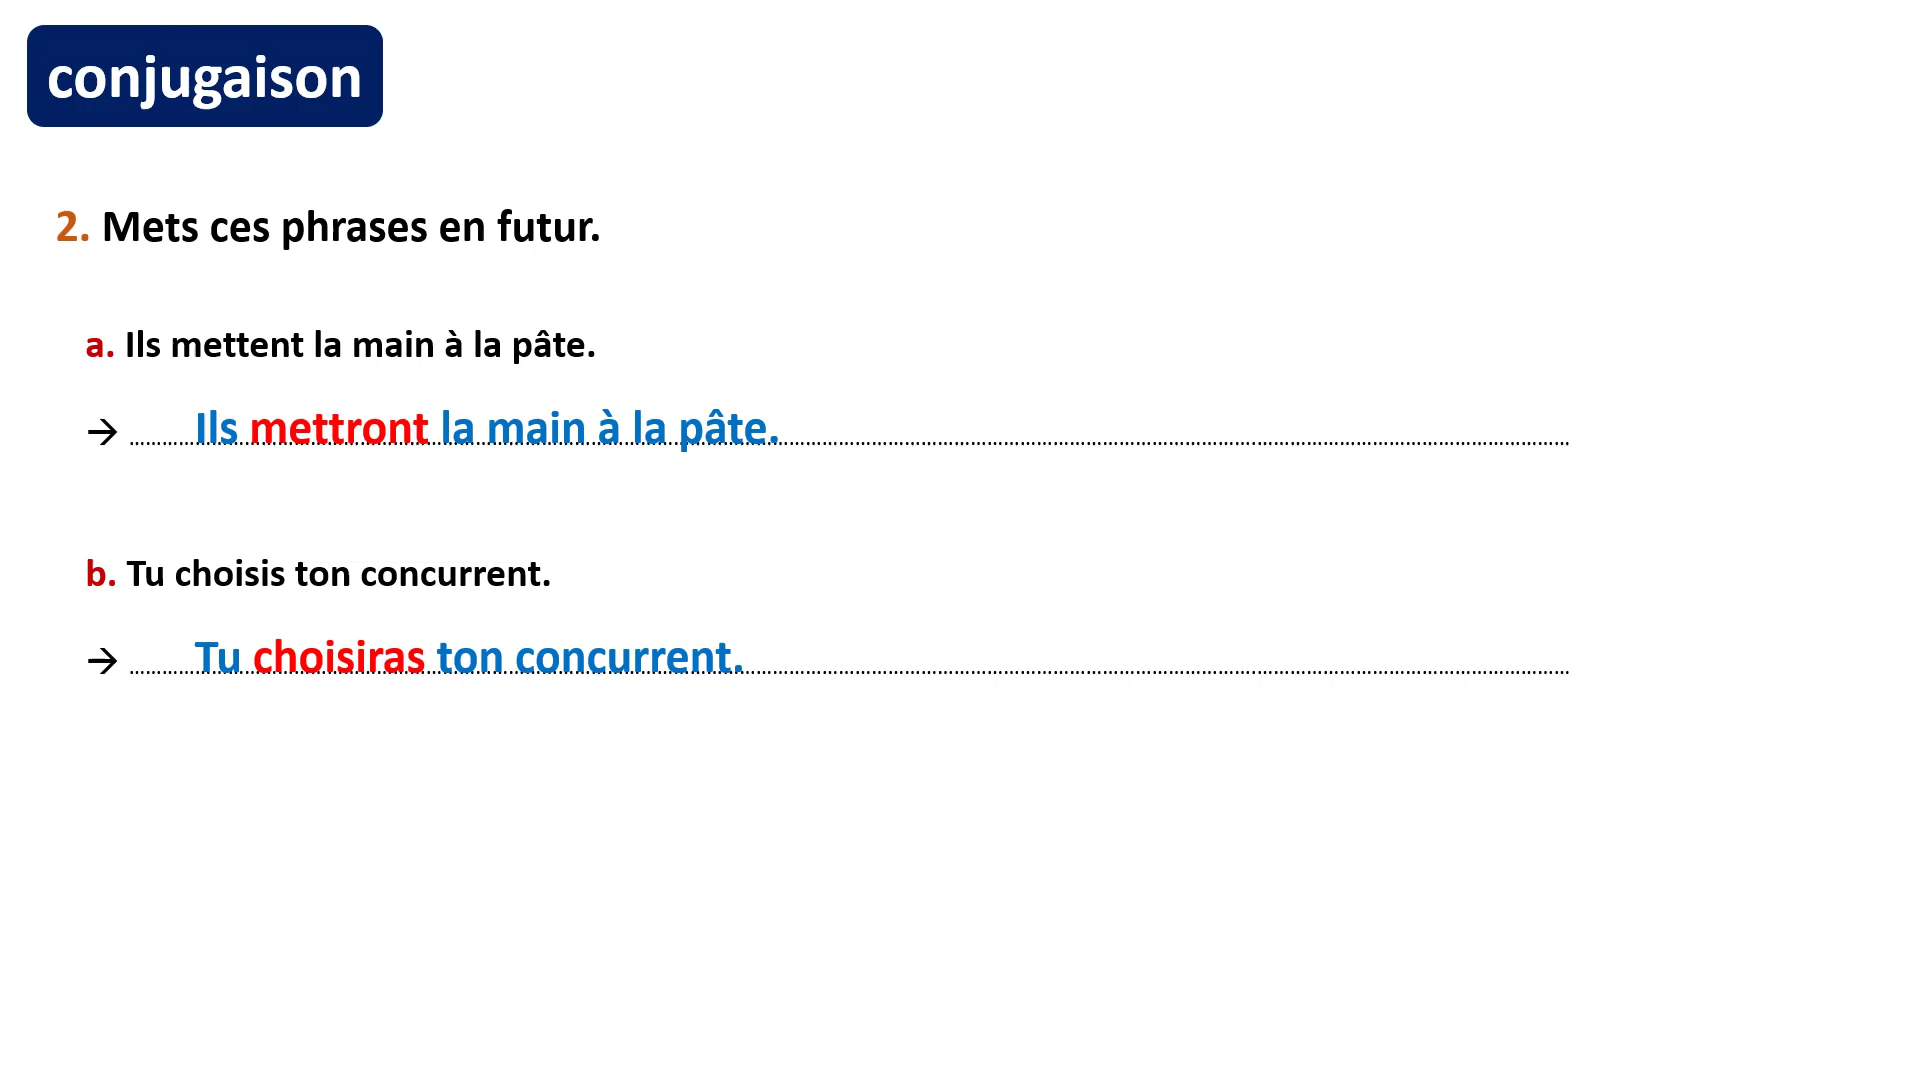 conjugaison
2. Mets ces phrases en futur.
a. Ils mettent la main à la pâte.
→ Ils mettront la main à la pâte.
b. Tu choisis ton concurrent.
→ Tu choisiras ton concurrent.